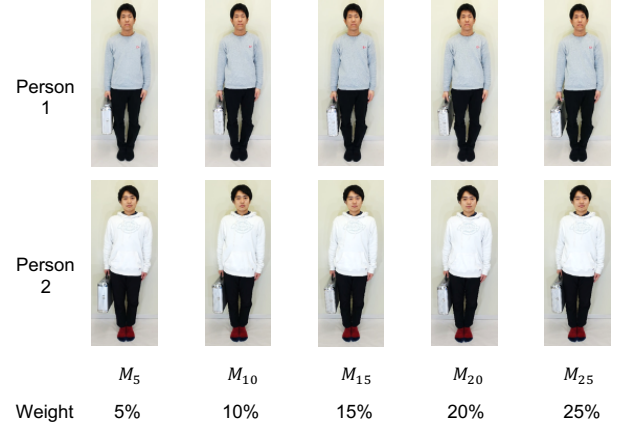 Person
1
Person
2
M₅ M₁₀ M₁₅ M₂₀ M₂₅
Weight 5% 10% 15% 20% 25%